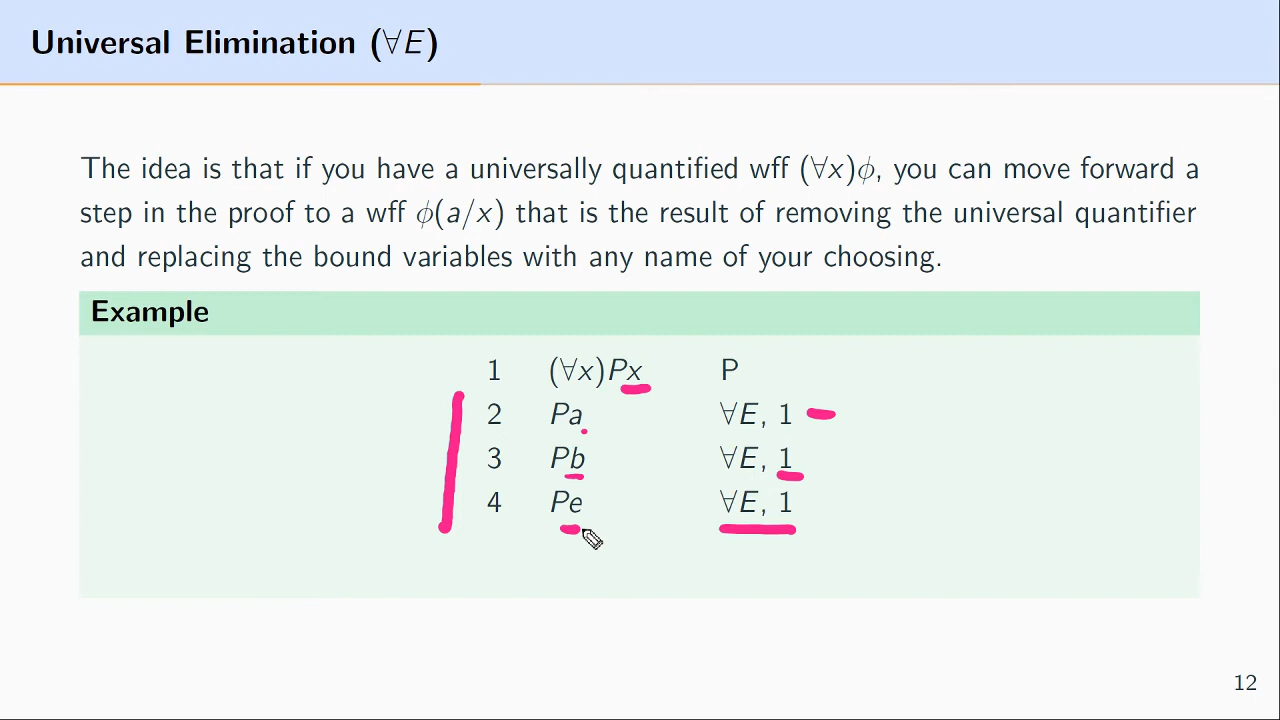 Universal Elimination (∀E)
The idea is that if you have a universally quantified wff (∀x)ϕ, you can move forward a
step in the proof to a wff ϕ(a/x) that is the result of removing the universal quantifier
and replacing the bound variables with any name of your choosing.
Example
1 (∀x)Px P
2 Pa ∀E, 1
3 Pb ∀E, 1
4 Pe ∀E, 1
12